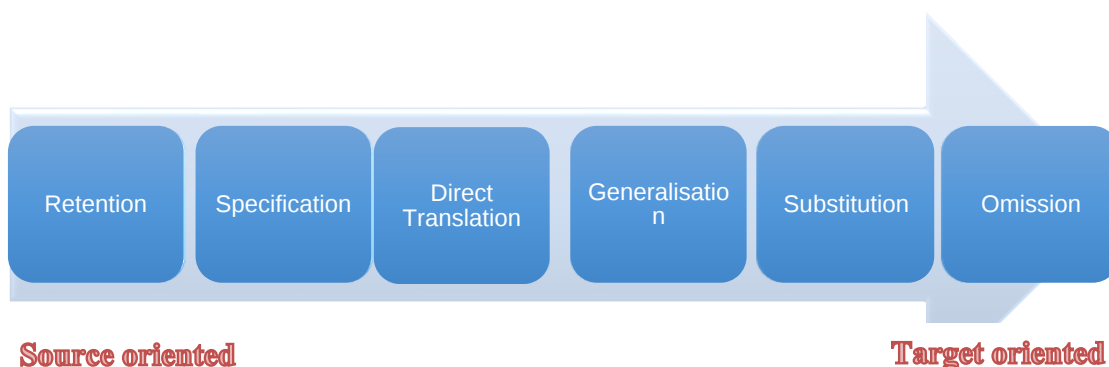 Retention
Specification
Direct
Translation
Generalisatio
n
Substitution
Omission
Source oriented
Target oriented